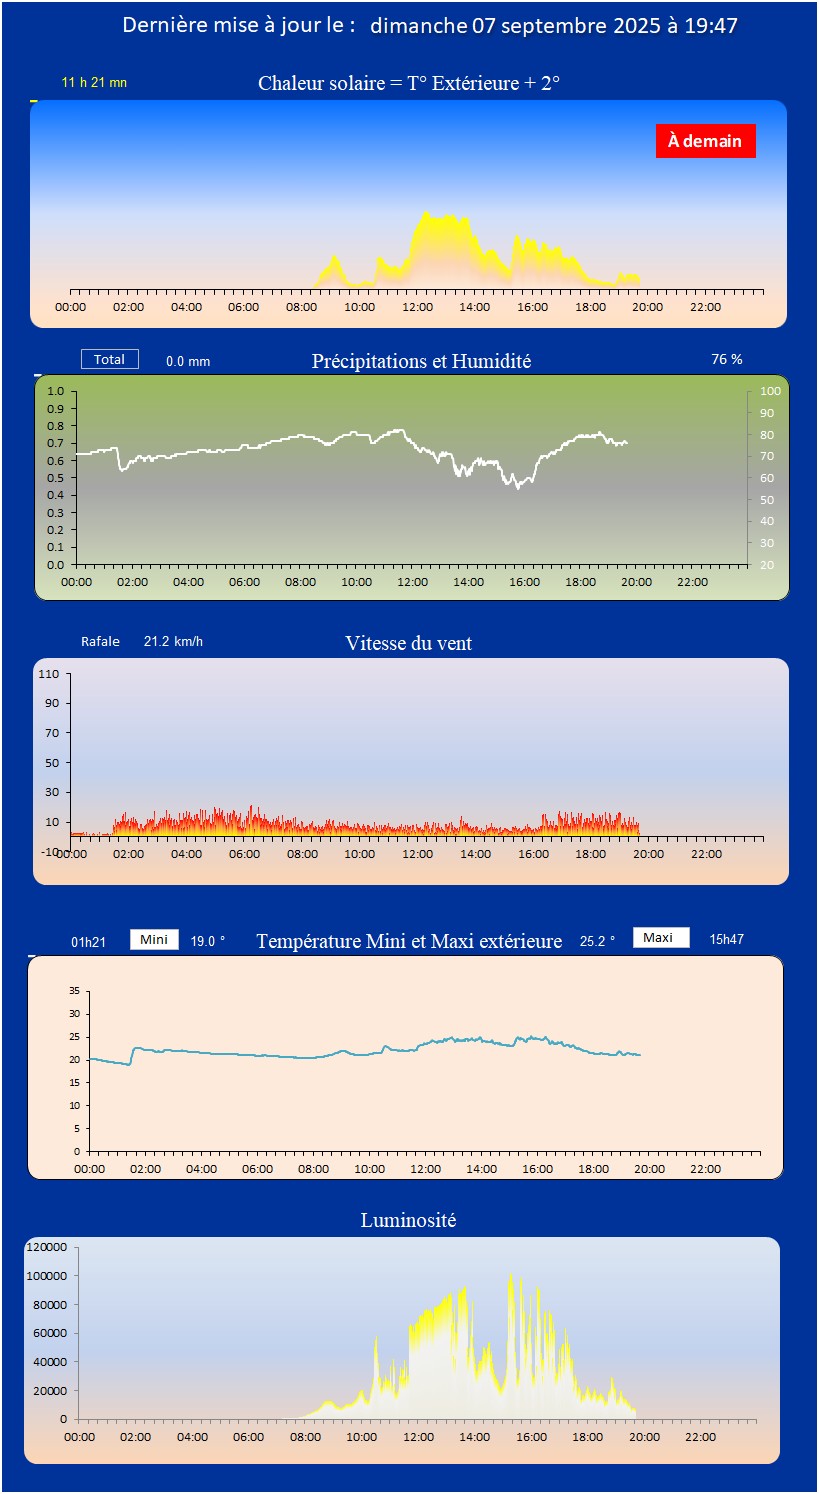 Dernière mise à jour le : dimanche 07 septembre 2025 à 19:47
11 h 21 mn Chaleur solaire = T° Extérieure + 2°
À demain
00:00 02:00 04:00 06:00 08:00 10:00 12:00 14:00 16:00 18:00 20:00 22:00
Total 0.0 mm Précipitations et Humidité 76 %
1.0 100
0.9 90
0.8 80
0.7 70
0.6 60
0.5 50
0.4 40
0.3 30
0.2 20
0.1
0.0
00:00 02:00 04:00 06:00 08:00 10:00 12:00 14:00 16:00 18:00 20:00 22:00
Rafale 21.2 km/h Vitesse du vent
110
90
70
50
30
10
-10
00:00 02:00 04:00 06:00 08:00 10:00 12:00 14:00 16:00 18:00 20:00 22:00
01h21 Mini 19.0 ° Température Mini et Maxi extérieure 25.2 ° Maxi 15h47
35
30
25
20
15
10
5
0
00:00 02:00 04:00 06:00 08:00 10:00 12:00 14:00 16:00 18:00 20:00 22:00
Luminosité
120000
100000
80000
60000
40000
20000
0
00:00 02:00 04:00 06:00 08:00 10:00 12:00 14:00 16:00 18:00 20:00 22:00